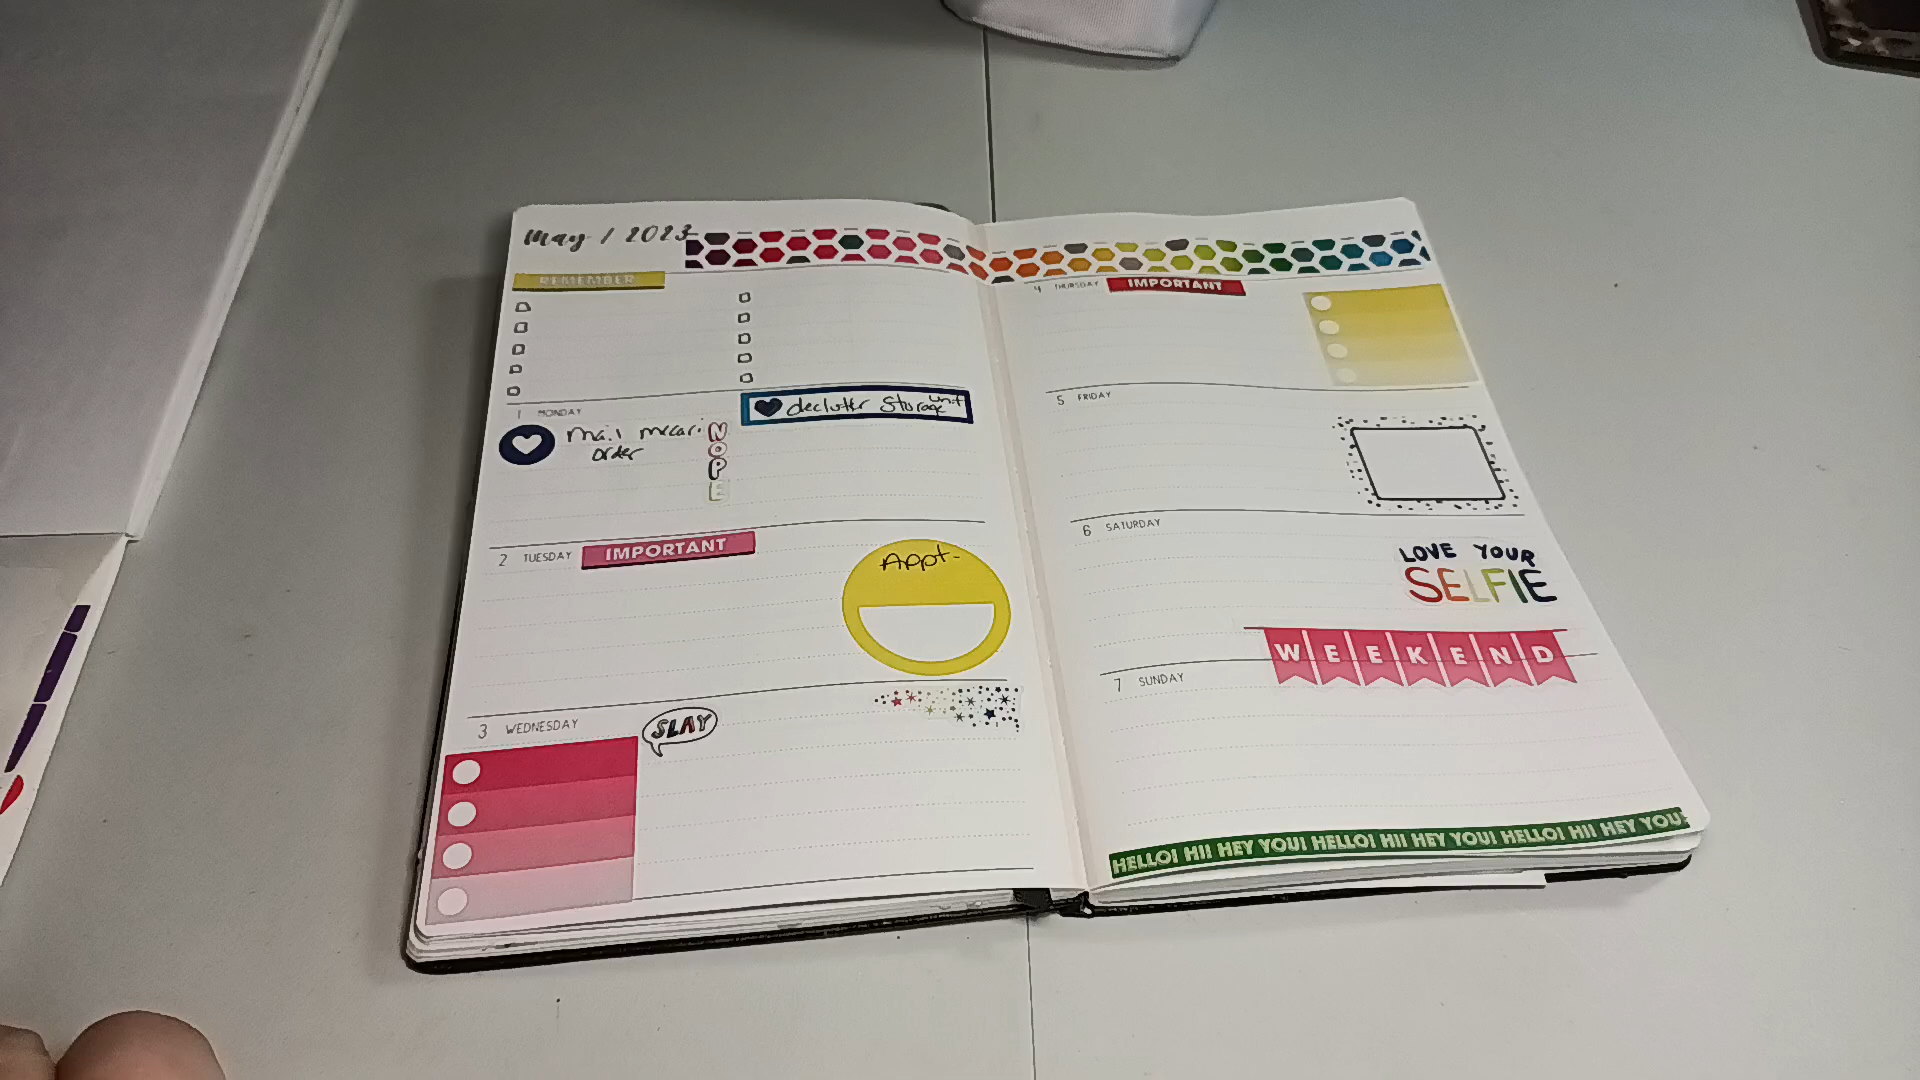 May / 2023
REMEMBER
1 MONDAY
declutter Storage unit
mail mercari
order
NOPE
2 TUESDAY
IMPORTANT
Appt.
3 WEDNESDAY
SLAY
4 THURSDAY
IMPORTANT
5 FRIDAY
6 SATURDAY
LOVE YOUR
SELFIE
WEEKEND
7 SUNDAY
HELLO! HI! HEY YOU! HELLO! HI! HEY YOU! HELLO! HI! HEY YOU!